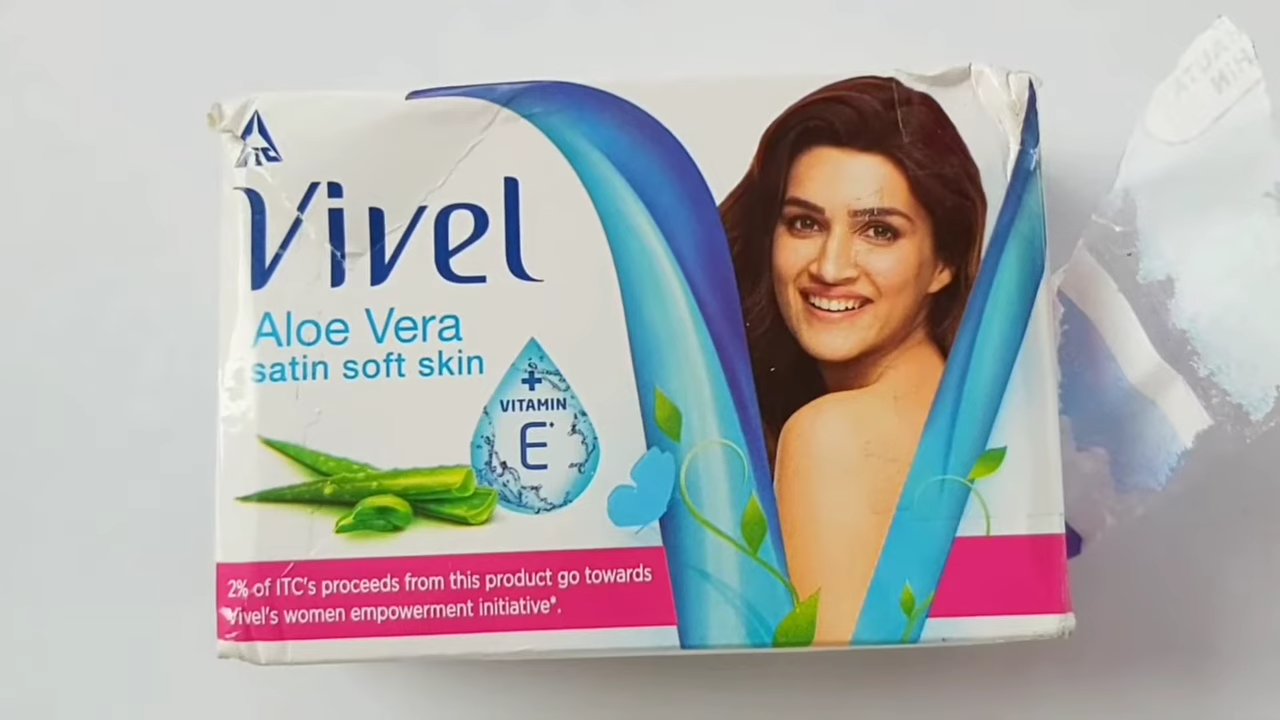 ITC
Vivel
Aloe Vera
satin soft skin
+
VITAMIN
E*
2% of ITC's proceeds from this product go towards
Vivel's women empowerment initiative*.